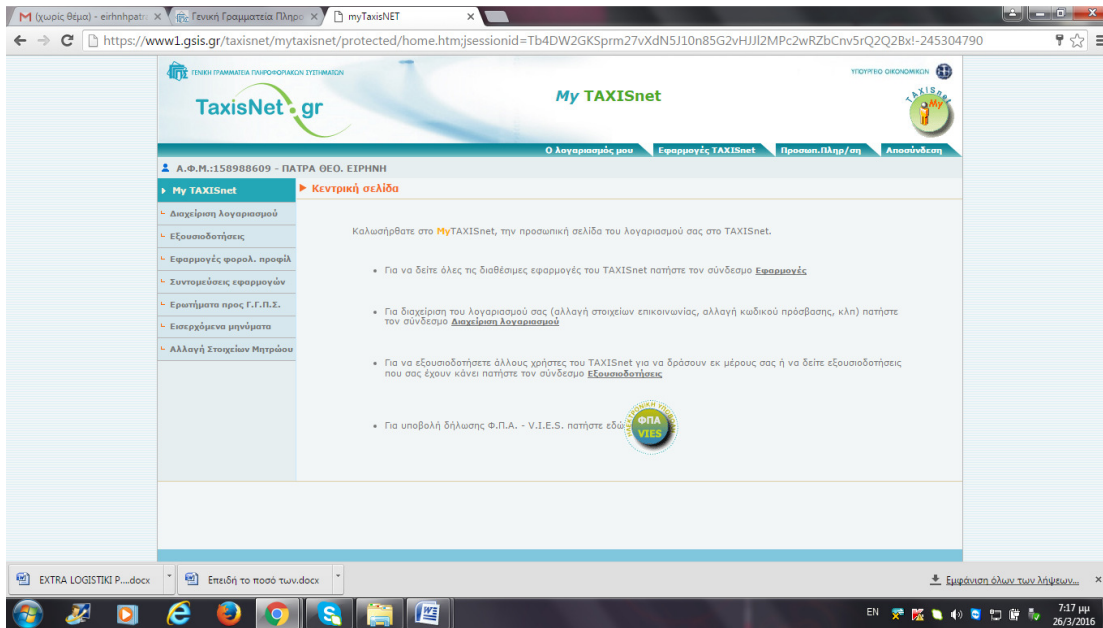 (χωρίς θέμα) - eirhnhpatr
Γενική Γραμματεία Πληρο
myTaxisNET
https://www1.gsis.gr/taxisnet/mytaxisnet/protected/home.htm;jsessionid=Tb4DW2GKSprm27vXdN5J10n85G2vHJJl2MPc2wRZbCnv5rQ2Q2Bx!-245304790
ΓΕΝΙΚΗ ΓΡΑΜΜΑΤΕΙΑ ΠΛΗΡΟΦΟΡΙΑΚΩΝ ΣΥΣΤΗΜΑΤΩΝ
ΥΠΟΥΡΓΕΙΟ ΟΙΚΟΝΟΜΙΚΩΝ
TaxisNet.gr
My TAXISnet
TAXISnet
My
Ο λογαριασμός μου Εφαρμογές TAXISnet Προσωπ.Πληρ/ση Αποσύνδεση
Α.Φ.Μ.:158988609 - ΠΑΤΡΑ ΘΕΟ. ΕΙΡΗΝΗ
My TAXISnet
Κεντρική σελίδα
Διαχείριση λογαριασμού
Εξουσιοδοτήσεις
Εφαρμογές φορολ. προφίλ
Συντομεύσεις εφαρμογών
Ερωτήματα προς Γ.Γ.Π.Σ.
Εισερχόμενα μηνύματα
Αλλαγή Στοιχείων Μητρώου
Καλωσήρθατε στο MyTAXISnet, την προσωπική σελίδα του λογαριασμού σας στο TAXISnet.
Για να δείτε όλες τις διαθέσιμες εφαρμογές του TAXISnet πατήστε τον σύνδεσμο Εφαρμογές
Για διαχείριση του λογαριασμού σας (αλλαγή στοιχείων επικοινωνίας, αλλαγή κωδικού πρόσβασης, κλπ) πατήστε
τον σύνδεσμο Διαχείριση λογαριασμού
Για να εξουσιοδοτήσετε άλλους χρήστες του TAXISnet για να δράσουν εκ μέρους σας ή να δείτε εξουσιοδοτήσεις
που σας έχουν κάνει πατήστε τον σύνδεσμο Εξουσιοδοτήσεις
Για υποβολή δήλωσης Φ.Π.Α. - V.I.E.S. πατήστε εδώ
ΗΛΕΚΤΡΟΝΙΚΗ ΥΠΟΒΟΛΗ
ΦΠΑ
VIES
EXTRA LOGISTIKI P....docx
Επειδή το ποσό των.docx
Εμφάνιση όλων των λήψεων...
EN
7:17 μμ
26/3/2016